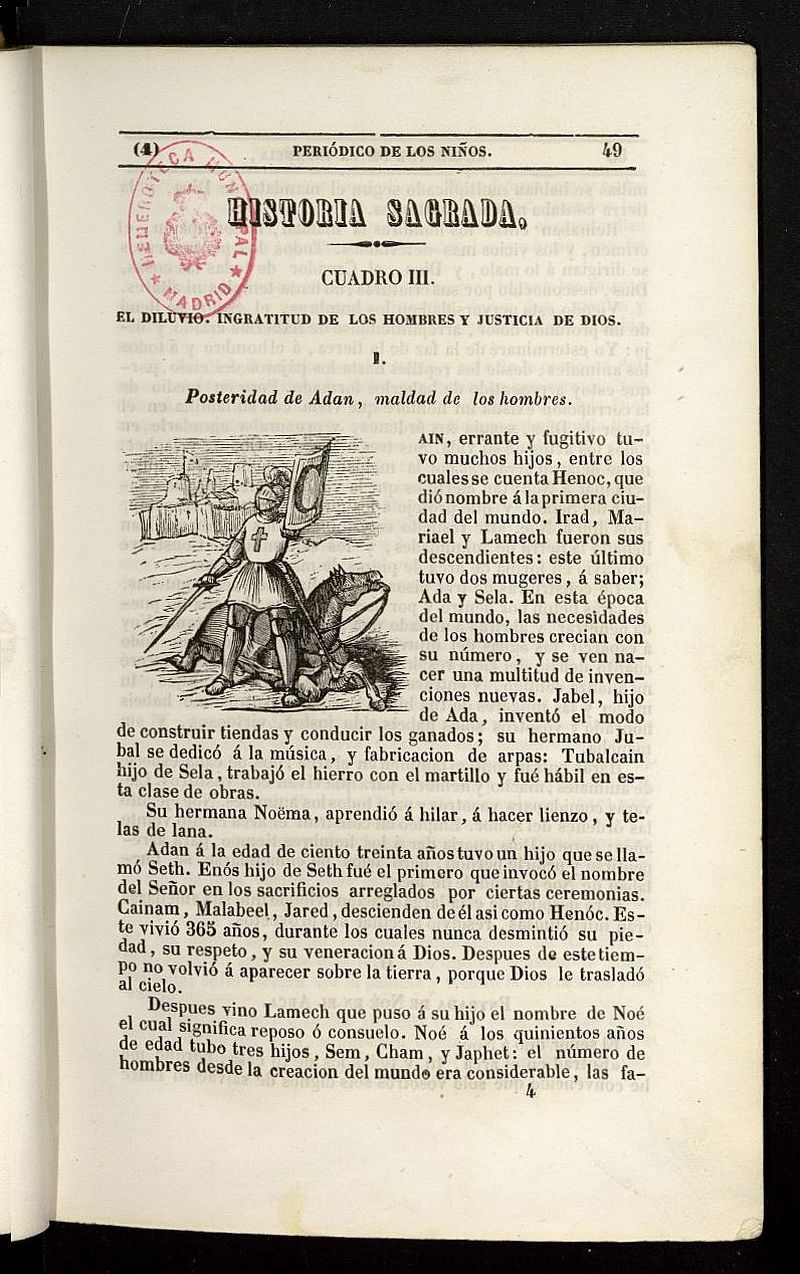 (4) PERIÓDICO DE LOS NIÑOS. 49
HEMEROTECA MUNICIPAL
★ MADRID ★
HISTORIA SAGRADA.
CUADRO III.
EL DILUVIO. INGRATITUD DE LOS HOMBRES Y JUSTICIA DE DIOS.
I.
Posteridad de Adan, maldad de los hombres.
AIN, errante y fugitivo tu-
vo muchos hijos, entre los
cuales se cuenta Henoc, que
dió nombre á la primera ciu-
dad del mundo. Irad, Ma-
riael y Lamech fueron sus
descendientes: este último
tuvo dos mugeres, á saber;
Ada y Sela. En esta época
del mundo, las necesidades
de los hombres crecian con
su número, y se ven na-
cer una multitud de inven-
ciones nuevas. Jabel, hijo
de Ada, inventó el modo
de construir tiendas y conducir los ganados; su hermano Ju-
bal se dedicó á la música, y fabricacion de arpas: Tubalcain
hijo de Sela, trabajó el hierro con el martillo y fué hábil en es-
ta clase de obras.
Su hermana Noëma, aprendió á hilar, á hacer lienzo, y te-
las de lana.
Adan á la edad de ciento treinta años tuvo un hijo que se lla-
mó Seth. Enós hijo de Seth fué el primero que invocó el nombre
del Señor en los sacrificios arreglados por ciertas ceremonias.
Cainam, Malabeel, Jared, descienden de él asi como Henóc. Es-
te vivió 365 años, durante los cuales nunca desmintió su pie-
dad, su respeto, y su veneracion á Dios. Despues de este tiem-
po no volvió á aparecer sobre la tierra, porque Dios le trasladó
al cielo.
Despues vino Lamech que puso á su hijo el nombre de Noé
el cual significa reposo ó consuelo. Noé á los quinientos años
de edad tubo tres hijos, Sem, Cham, y Japhet: el número de
hombres desde la creacion del mundo era considerable, las fa-
4